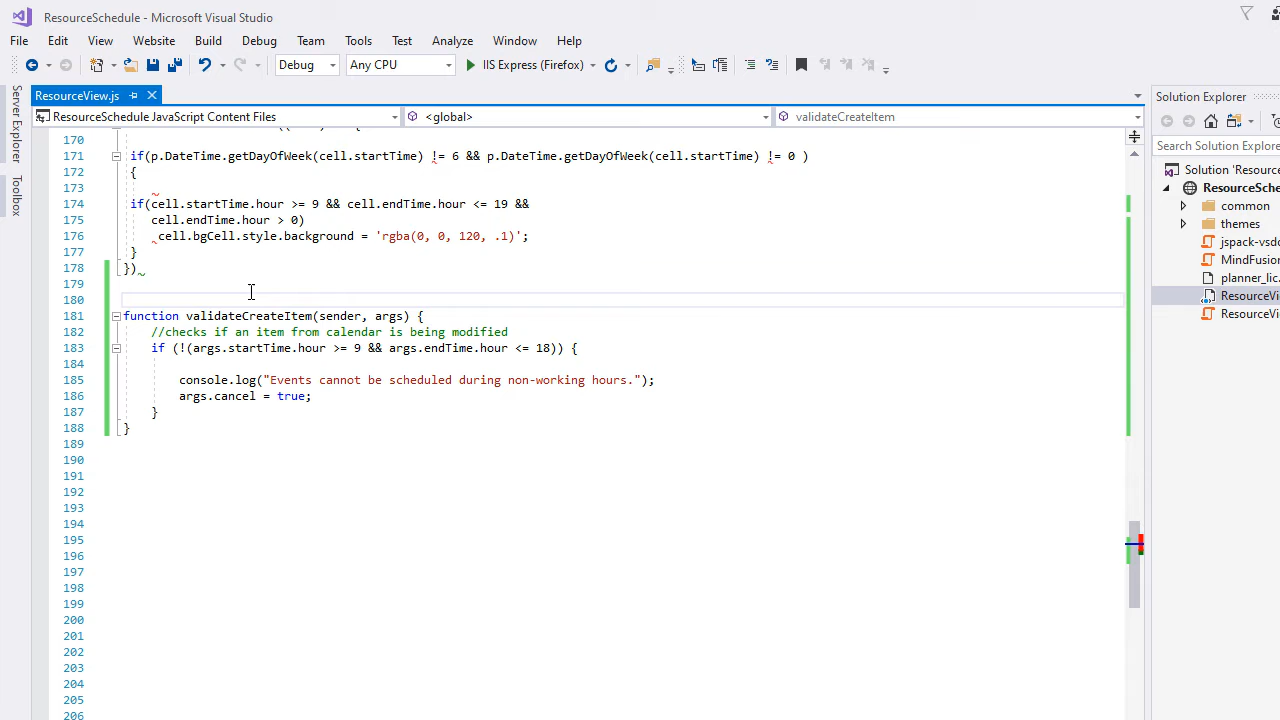 ResourceSchedule - Microsoft Visual Studio
File Edit View Website Build Debug Team Tools Test Analyze Window Help
Debug Any CPU IIS Express (Firefox)
ResourceView.js
ResourceSchedule JavaScript Content Files <global> validateCreateItem
Server Explorer
Toolbox
170
171 if(p.DateTime.getDayOfWeek(cell.startTime) != 6 && p.DateTime.getDayOfWeek(cell.startTime) != 0 )
172 {
173
174 if(cell.startTime.hour >= 9 && cell.endTime.hour <= 19 &&
175 cell.endTime.hour > 0)
176 cell.bgCell.style.background = 'rgba(0, 0, 120, .1)';
177 }
178 })
179
180
181 function validateCreateItem(sender, args) {
182 //checks if an item from calendar is being modified
183 if (!(args.startTime.hour >= 9 && args.endTime.hour <= 18)) {
184
185 console.log("Events cannot be scheduled during non-working hours.");
186 args.cancel = true;
187 }
188 }
189
190
191
192
193
194
195
196
197
198
199
200
201
202
203
204
205
206
Solution Explorer
Search Solution Explorer
Solution 'Resour
ResourceSche
common
themes
jspack-vsdo
MindFusion
planner_lic.
ResourceVi
ResourceVi